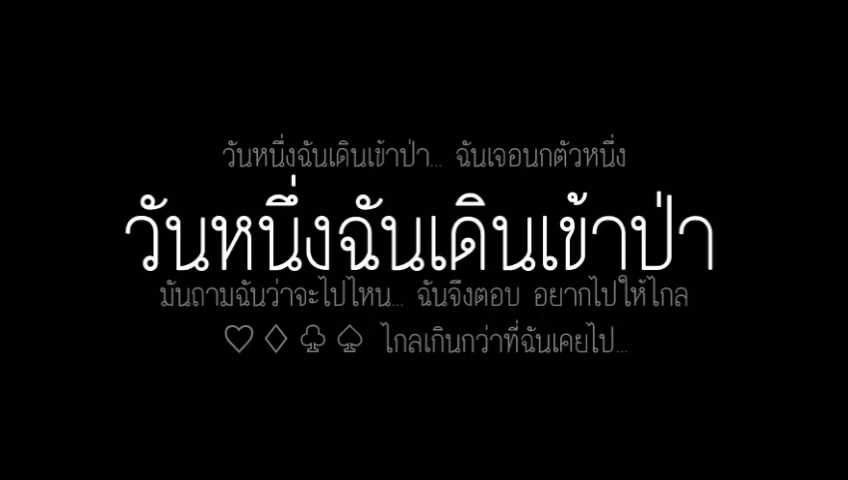 วันหนึ่งฉันเดินเข้าป่า... ฉันเจอนกตัวหนึ่ง
วันหนึ่งฉันเดินเข้าป่า
มันถามฉันว่าจะไปไหน... ฉันจึงตอบ อยากไปให้ไกล
♡ ♢ ♧ ♤ ไกลเกินกว่าที่ฉันเคยไป...